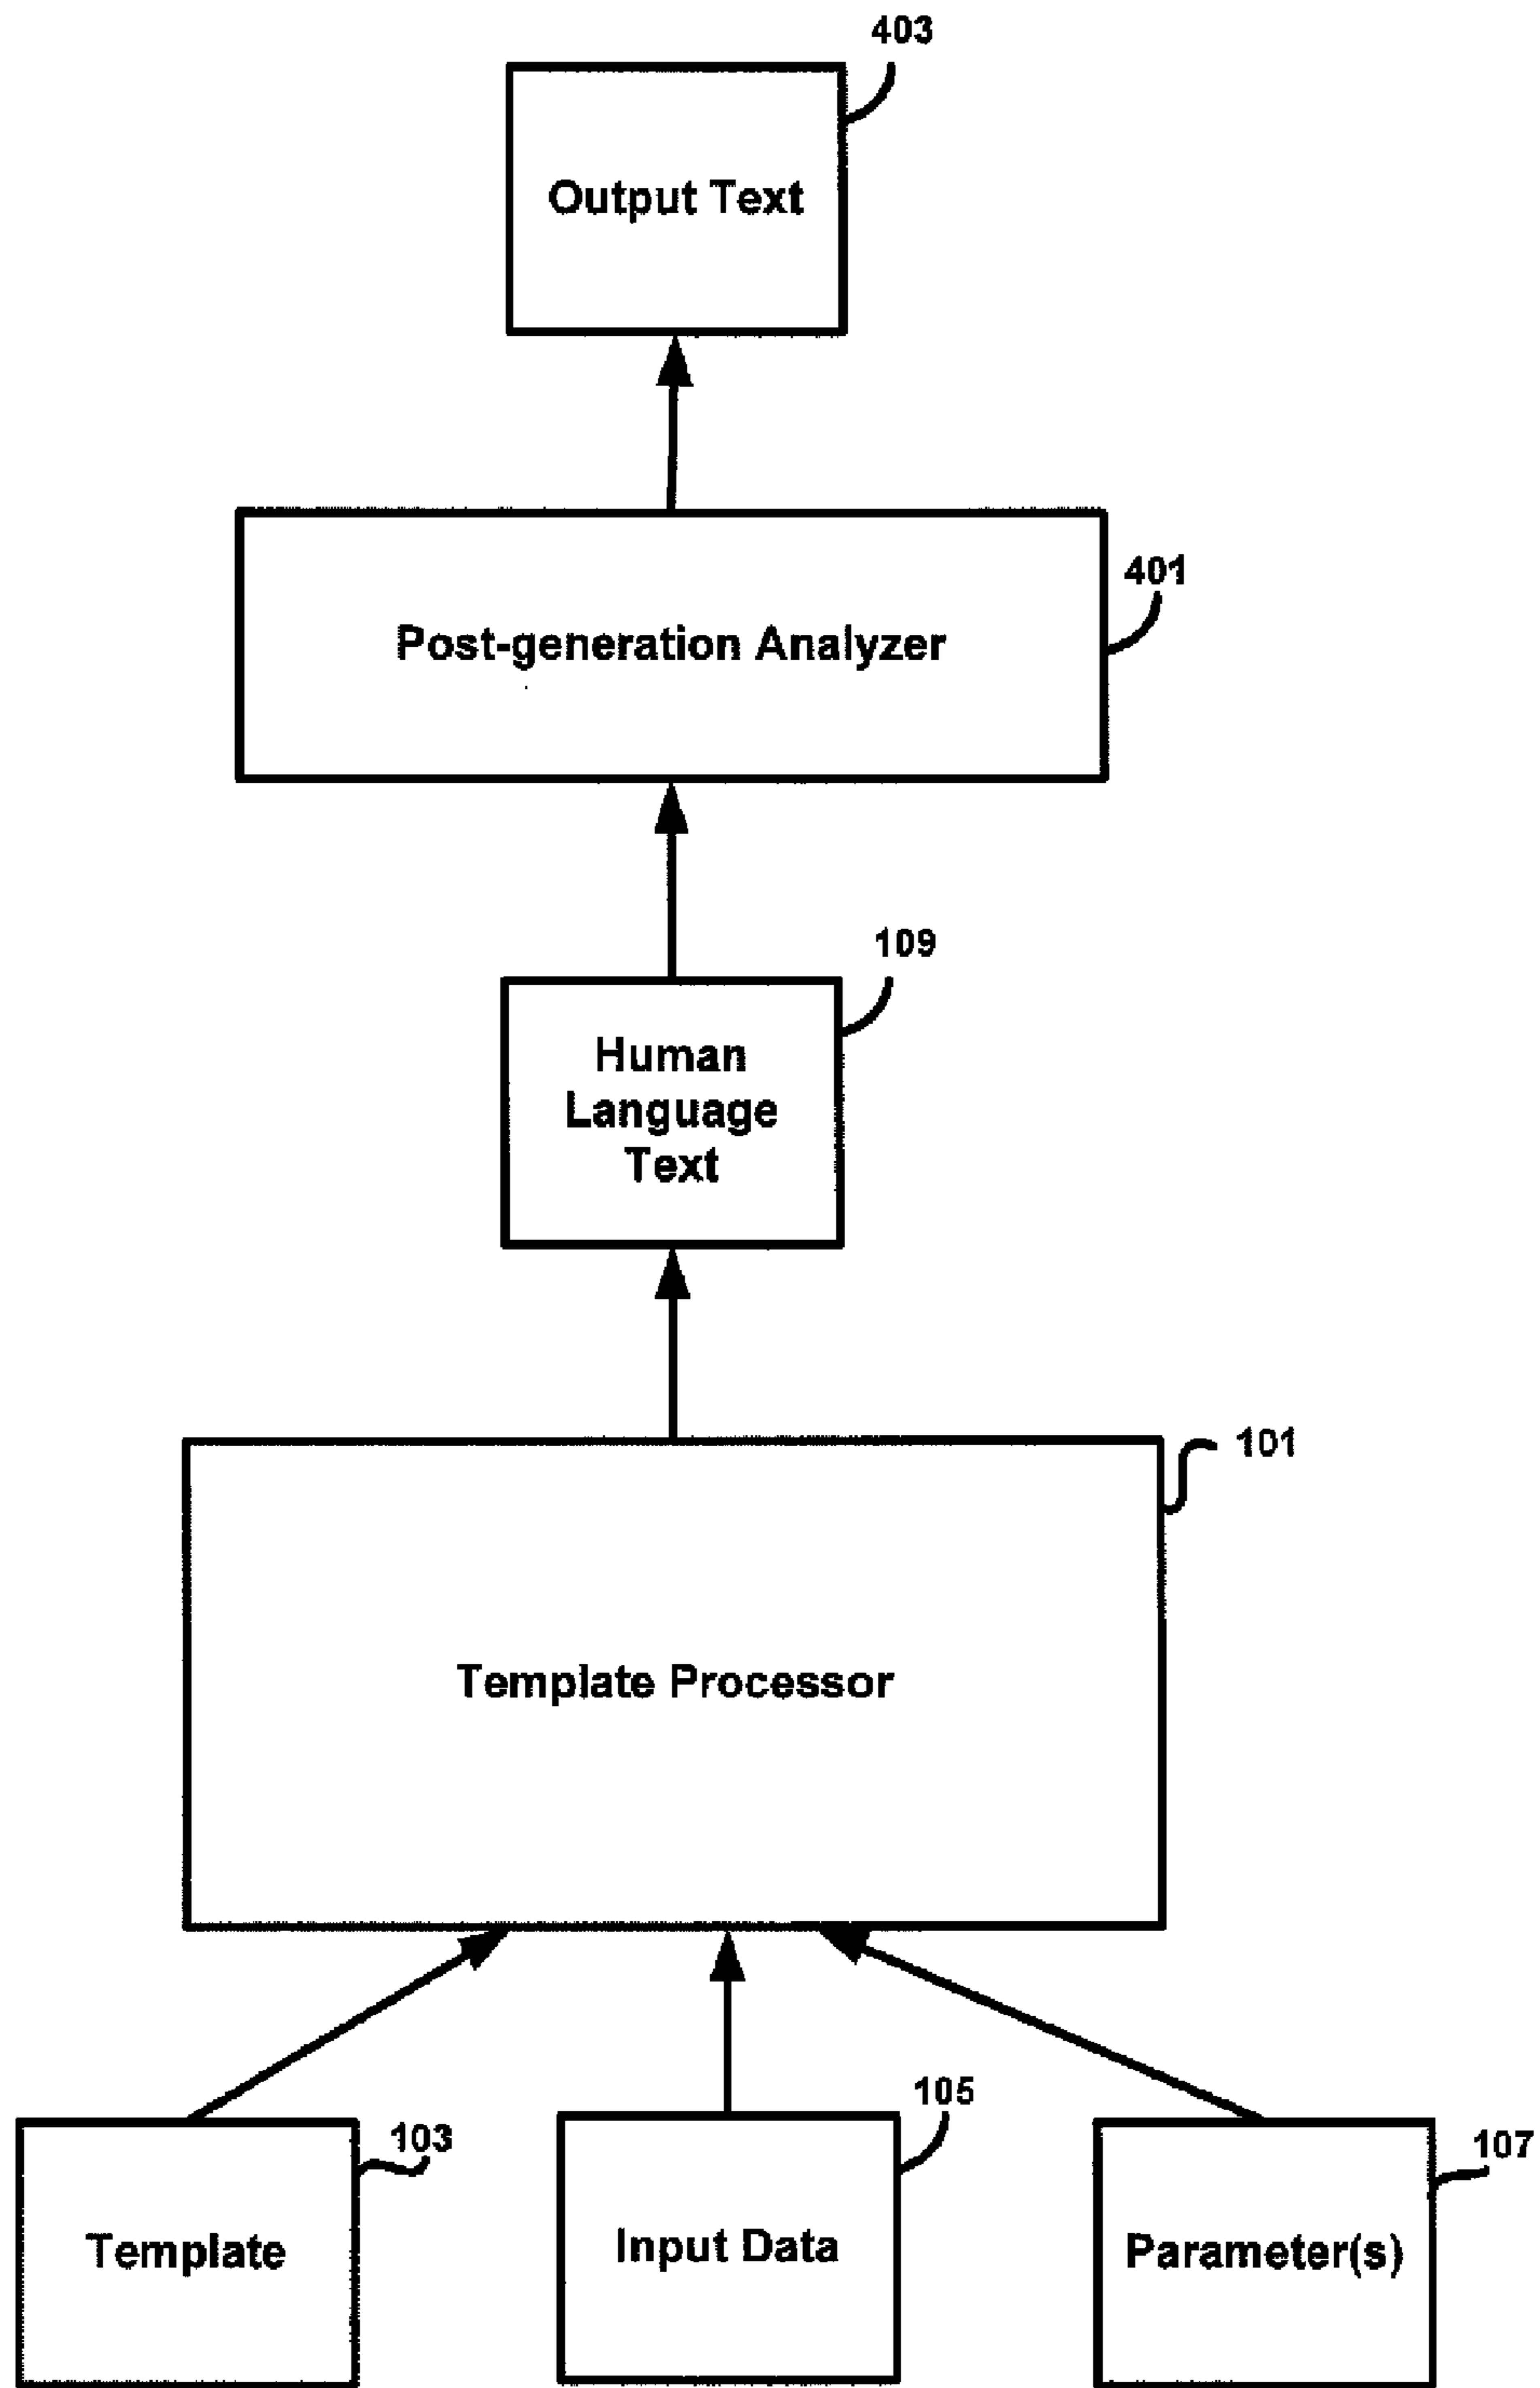 403
Output Text
401
Post-generation Analyzer
109
Human
Language
Text
101
Template Processor
103
Template
105
Input Data
107
Parameter(s)